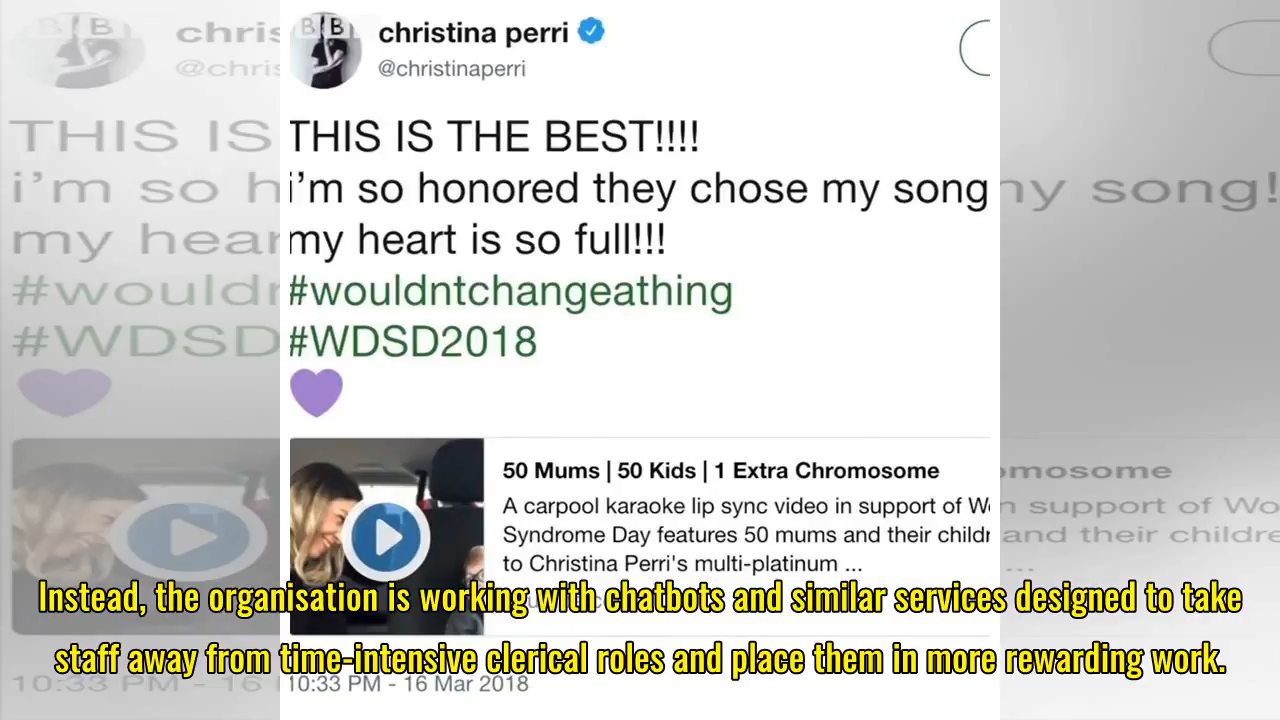 christina perri
@christinaperri
THIS IS THE BEST!!!!
i'm so honored they chose my song
my heart is so full!!!
#wouldntchangeathing
#WDSD2018
50 Mums | 50 Kids | 1 Extra Chromosome
A carpool karaoke lip sync video in support of
Syndrome Day features 50 mums and their
to Christina Perri's multi-platinum ...
Instead, the organisation is working with chatbots and similar services designed to take
staff away from time-intensive clerical roles and place them in more rewarding work.
10:33 PM - 16 Mar 2018